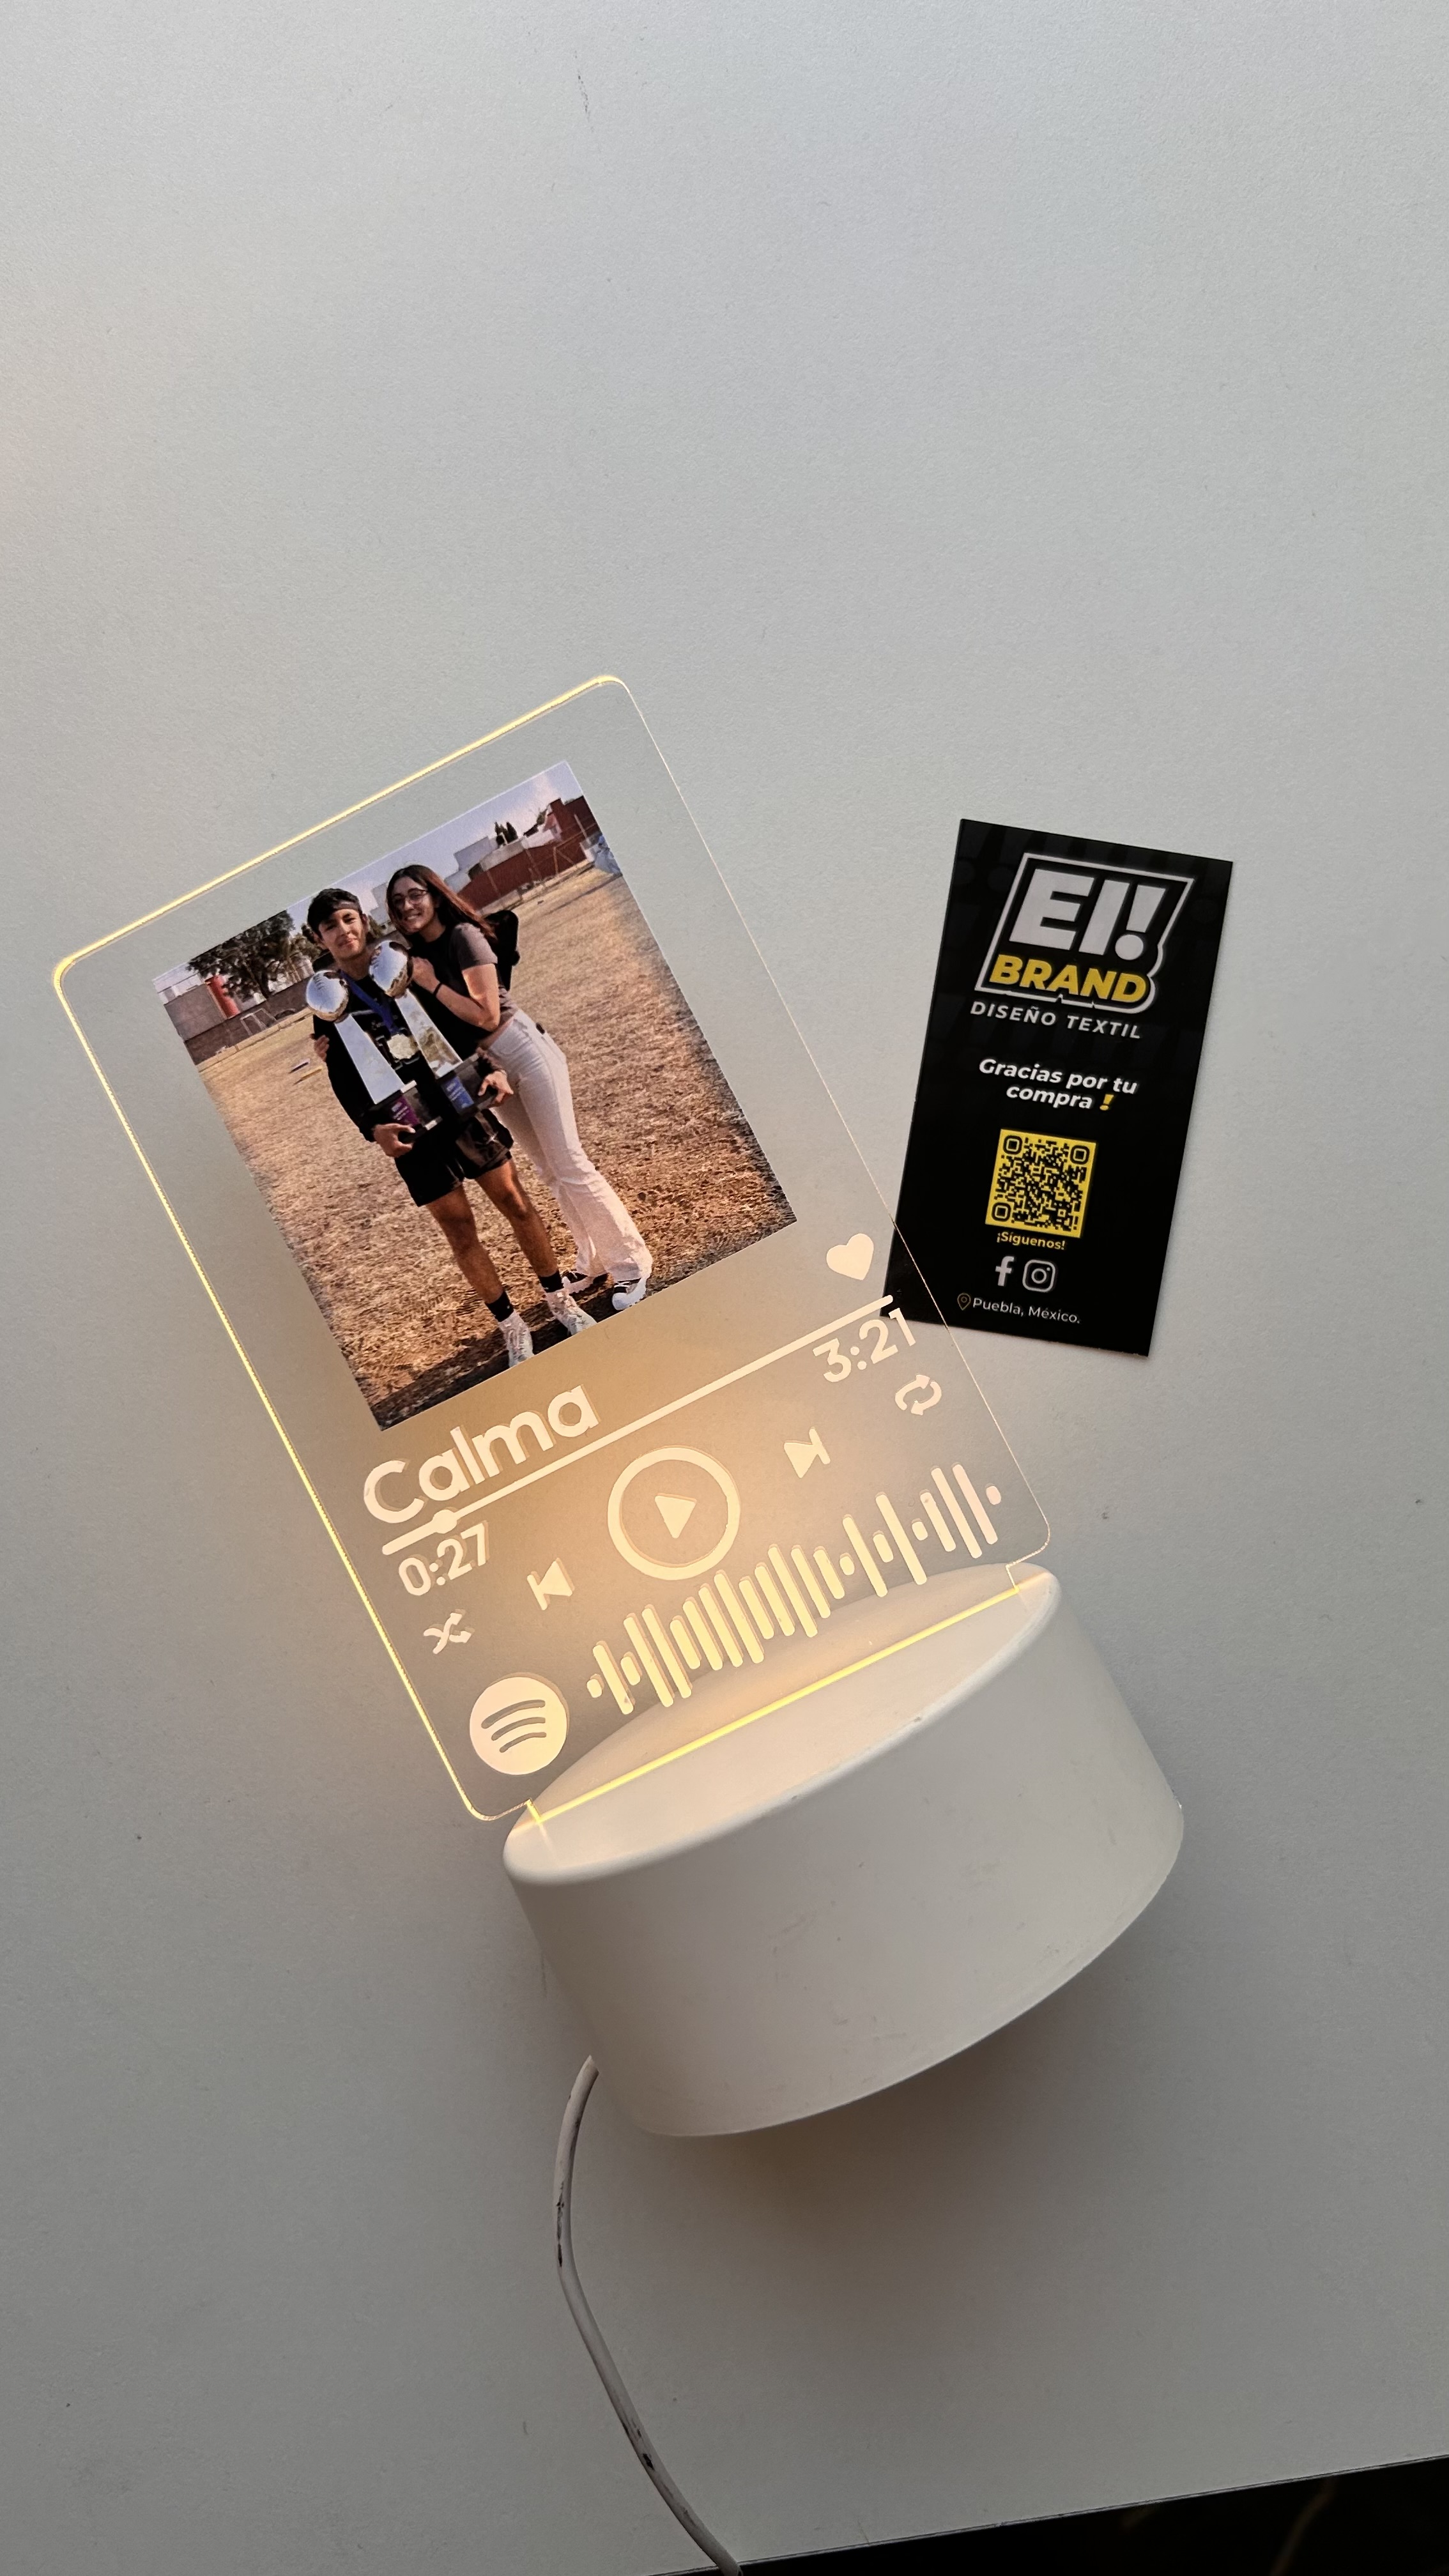 Calma
0:27
3:21
EI!
BRAND
DISEÑO TEXTIL
Gracias por tu
compra !
¡Síguenos!
Puebla, México.